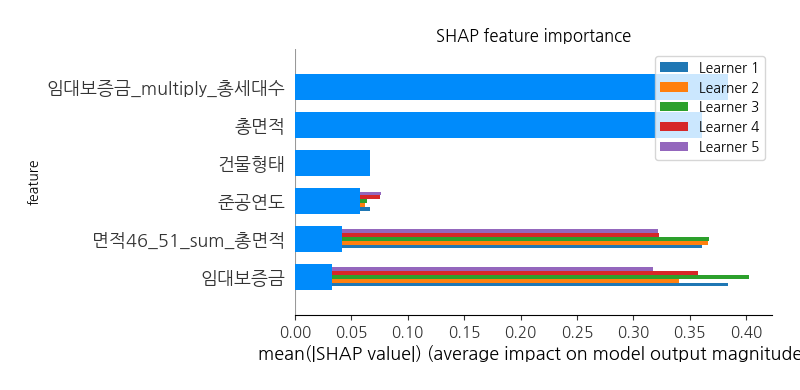 SHAP feature importance
Learner 1
Learner 2
Learner 3
Learner 4
Learner 5
feature
임대보증금_multiply_총세대수
총면적
건물형태
준공연도
면적46_51_sum_총면적
임대보증금
0.00 0.05 0.10 0.15 0.20 0.25 0.30 0.35 0.40
mean(|SHAP value|) (average impact on model output magnitude